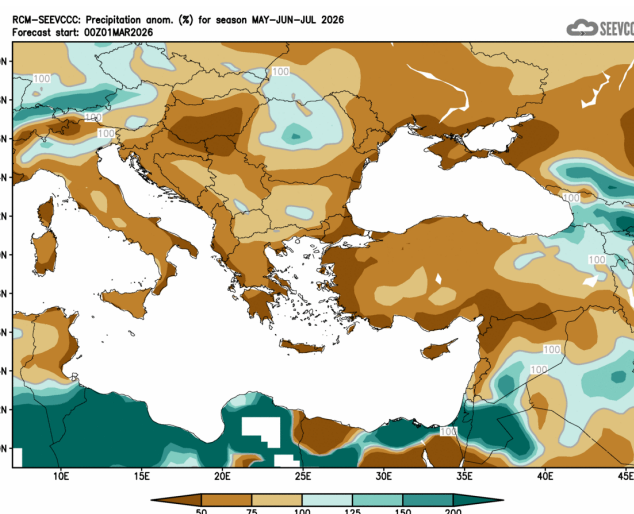 RCM-SEEVCCC: Precipitation anom. (%) for season MAY-JUN-JUL 2026
Forecast start: 00Z01MAR2026
SEEVCC
100
100
100
100
100
100
100
100
100
10E 15E 20E 25E 30E 35E 40E 45E
50 75 100 125 150 200